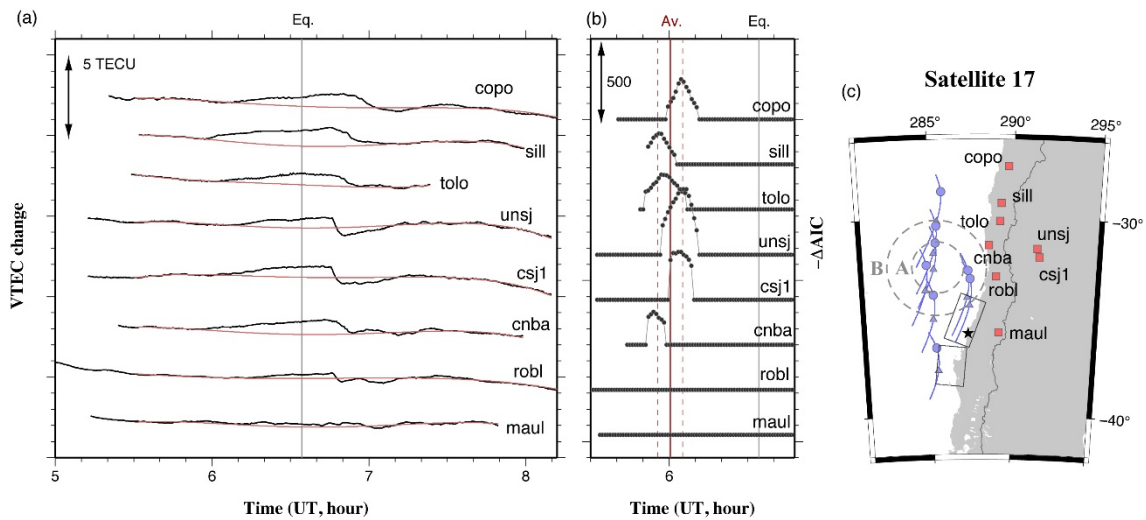 (a)
Eq.
5 TECU
copo
sill
tolo
unsj
csj1
cnba
robl
maul
VTEC change
5 6 7 8
Time (UT, hour)
(b)
Av. Eq.
500
copo
sill
tolo
unsj
csj1
cnba
robl
maul
−ΔAIC
6
Time (UT, hour)
Satellite 17
(c)
285° 290° 295°
copo
sill
tolo
unsj
cnba
csj1
robl
B A
maul
−30°
−40°